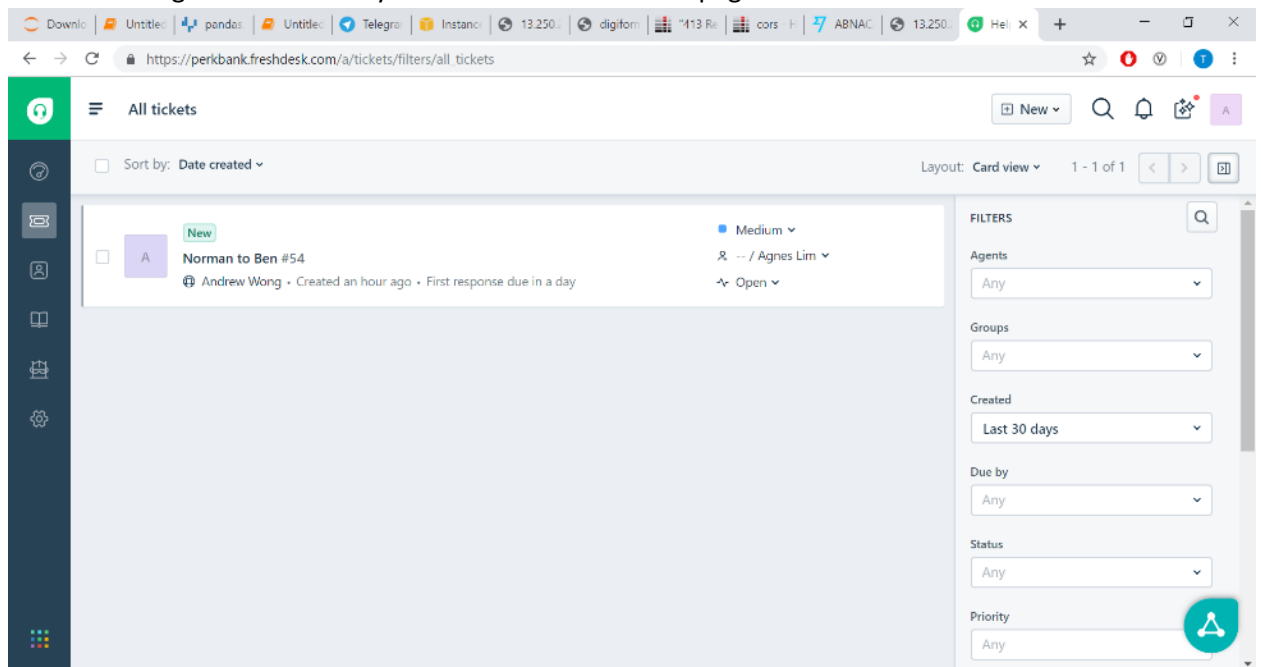 Downlo Untitled pandas. Untitled Telegra Instanc 13.250. digiforn "413 Re cors - H ABNAC 13.250. Hel
https://perkbank.freshdesk.com/a/tickets/filters/all_tickets
T
All tickets
New
A
Sort by: Date created
Layout: Card view
1 - 1 of 1
New
A
Norman to Ben #54
Andrew Wong • Created an hour ago • First response due in a day
Medium
-- / Agnes Lim
Open
FILTERS
Agents
Any
Groups
Any
Created
Last 30 days
Due by
Any
Status
Any
Priority
Any